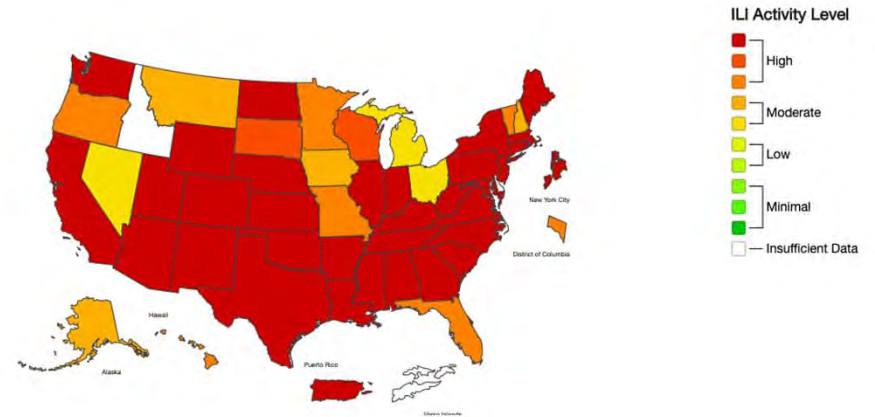 ILI Activity Level
High
Moderate
Low
Minimal
Insufficient Data
New York City
District of Columbia
Hawaii
Alaska
Puerto Rico